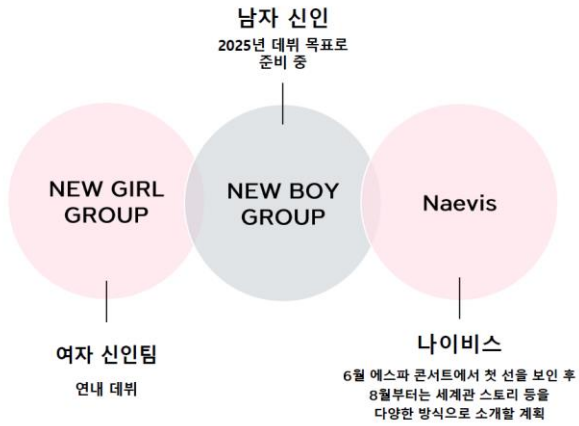 남자 신인
2025년 데뷔 목표로
준비 중
NEW GIRL
GROUP
NEW BOY
GROUP
Naevis
여자 신인팀
연내 데뷔
나이비스
6월 에스파 콘서트에서 첫 선을 보인 후
8월부터는 세계관 스토리 등을
다양한 방식으로 소개할 계획